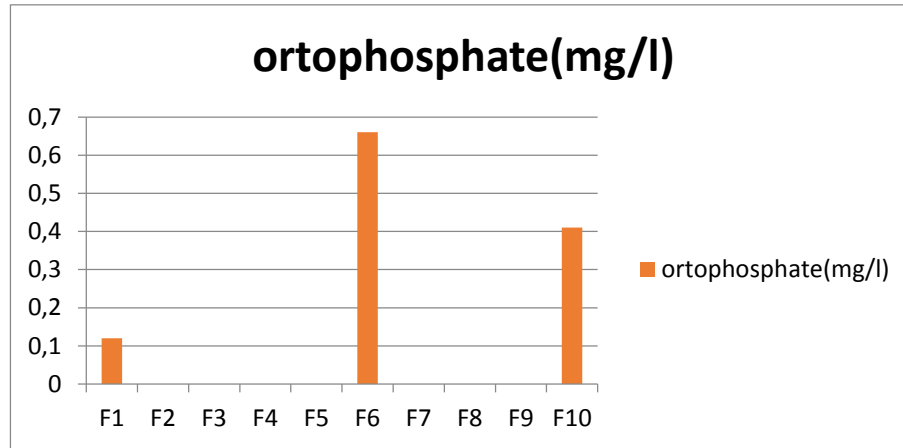 ortophosphate(mg/l)
0,7
0,6
0,5
0,4
0,3
0,2
0,1
0
F1 F2 F3 F4 F5 F6 F7 F8 F9 F10
ortophosphate(mg/l)